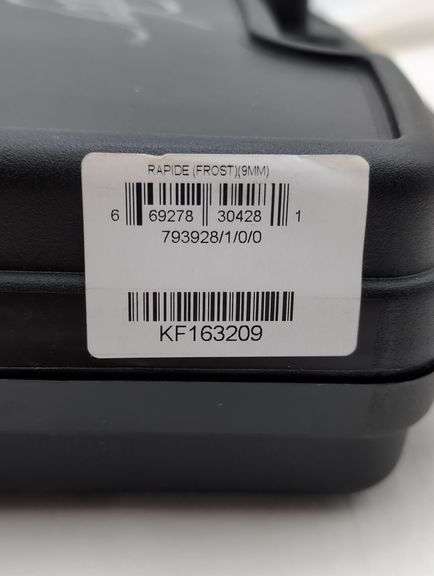 RAPIDE (FROST)(9MM)
6 69278 30428 1
793928/1/0/0
KF163209